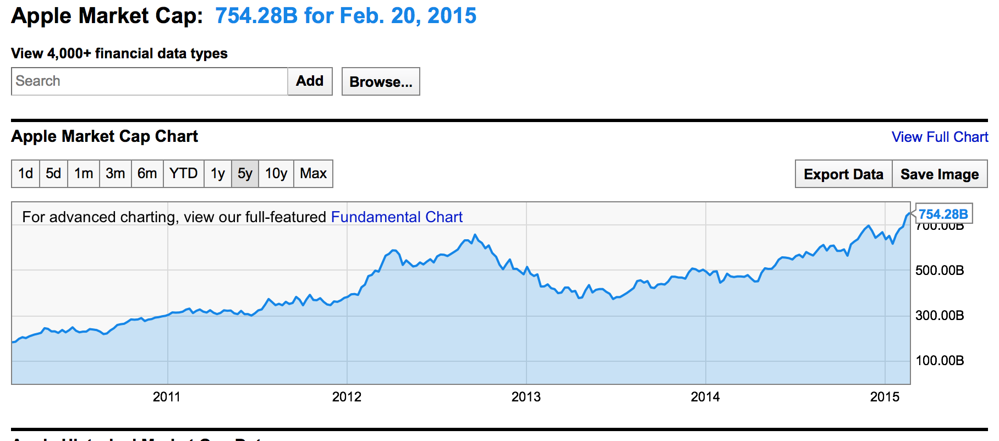 Apple Market Cap: 754.28B for Feb. 20, 2015
View 4,000+ financial data types
Search Add Browse...
Apple Market Cap Chart View Full Chart
1d 5d 1m 3m 6m YTD 1y 5y 10y Max Export Data Save Image
For advanced charting, view our full-featured Fundamental Chart
754.28B
700.00B
500.00B
300.00B
100.00B
2011 2012 2013 2014 2015